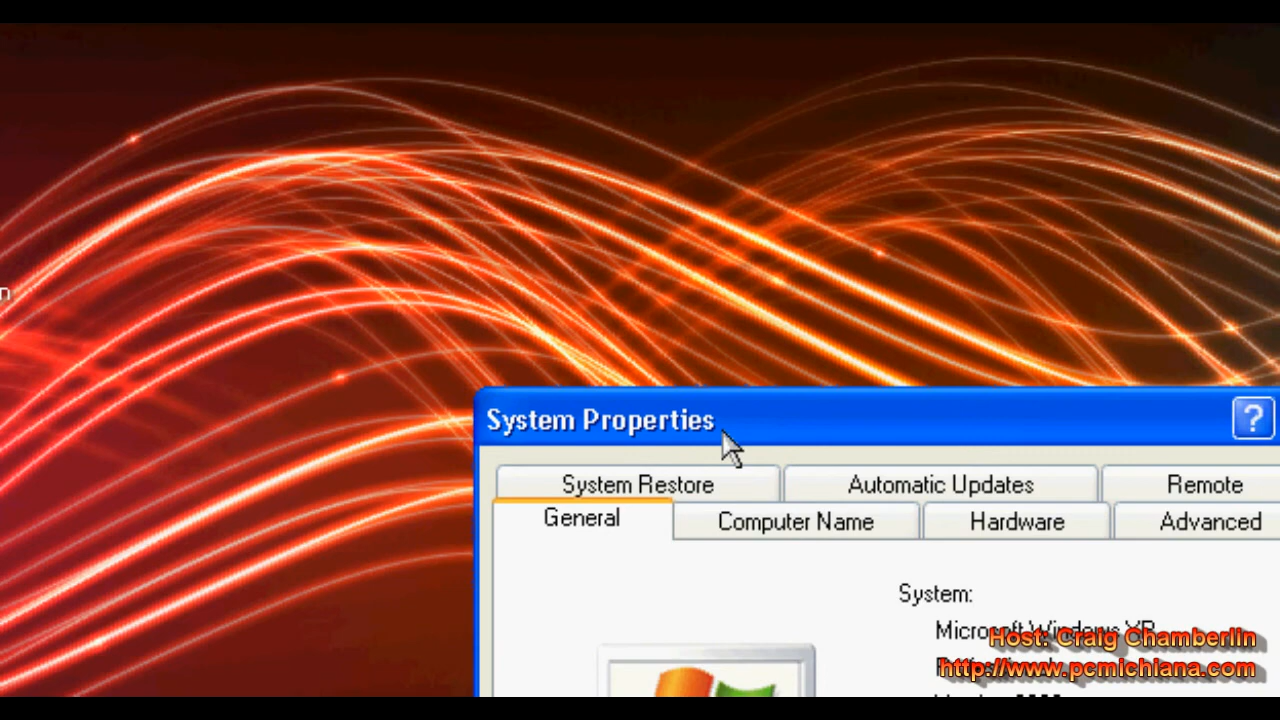 n
System Properties
?
System Restore
Automatic Updates
Remote
General
Computer Name
Hardware
Advanced
System:
Microsoft Windows XP
Host: Craig Chamberlin
http://www.pcmichiana.com